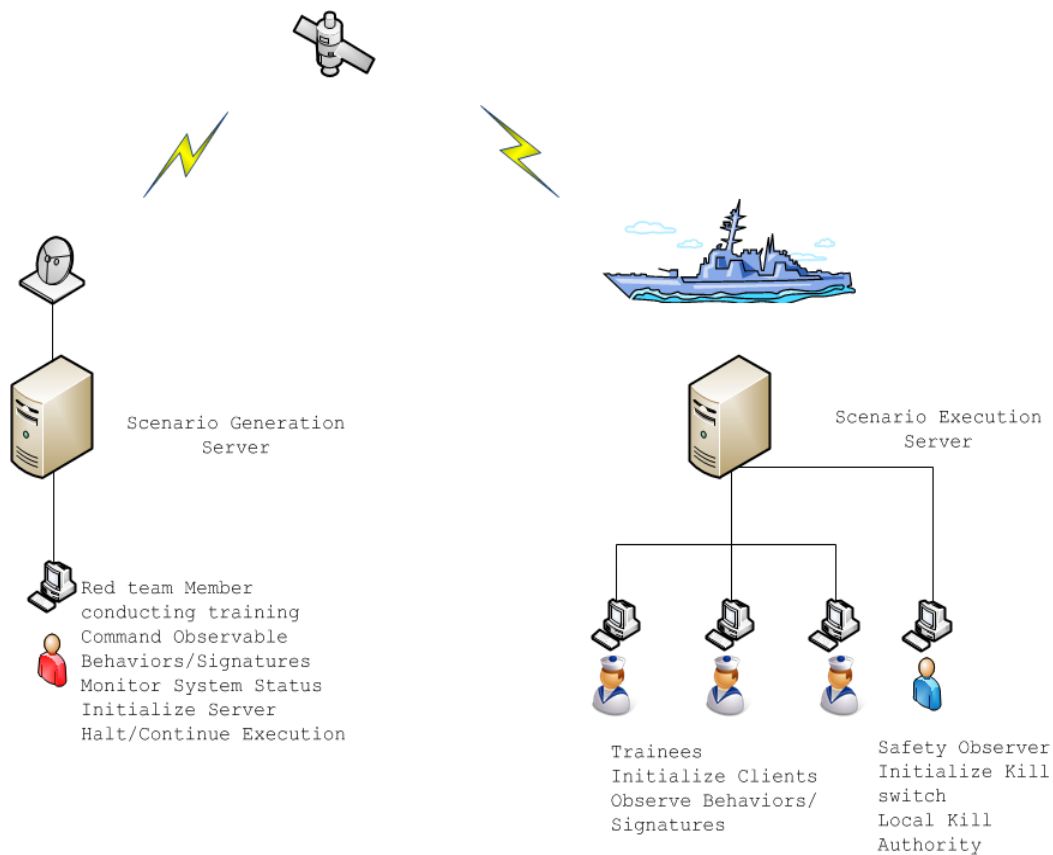 Scenario Generation
Server
Scenario Execution
Server
Red team Member
conducting training
Command Observable
Behaviors/Signatures
Monitor System Status
Initialize Server
Halt/Continue Execution
Trainees
Initialize Clients
Observe Behaviors/
Signatures
Safety Observer
Initialize Kill
switch
Local Kill
Authority